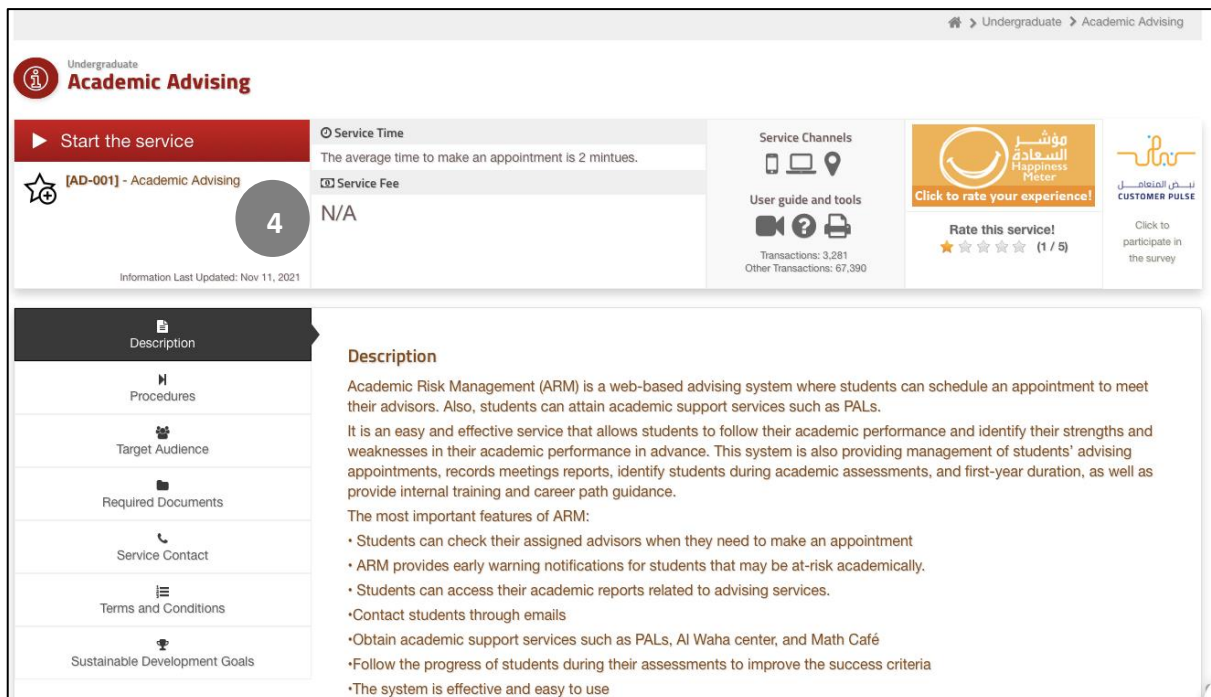 Undergraduate > Academic Advising
Undergraduate
Academic Advising
Start the service
[AD-001] - Academic Advising
4
Information Last Updated: Nov 11, 2021
Service Time
The average time to make an appointment is 2 mintues.
Service Fee
N/A
Service Channels
User guide and tools
Transactions: 3,281
Other Transactions: 67,390
مؤشر
السعادة
Happiness
Meter
Click to rate your experience!
Rate this service!
(1 / 5)
نبض
نبض المتعامل
CUSTOMER PULSE
Click to
participate in
the survey
Description
Procedures
Target Audience
Required Documents
Service Contact
Terms and Conditions
Sustainable Development Goals
Description
Academic Risk Management (ARM) is a web-based advising system where students can schedule an appointment to meet
their advisors. Also, students can attain academic support services such as PALs.
It is an easy and effective service that allows students to follow their academic performance and identify their strengths and
weaknesses in their academic performance in advance. This system is also providing management of students' advising
appointments, records meetings reports, identify students during academic assessments, and first-year duration, as well as
provide internal training and career path guidance.
The most important features of ARM:
• Students can check their assigned advisors when they need to make an appointment
• ARM provides early warning notifications for students that may be at-risk academically.
• Students can access their academic reports related to advising services.
•Contact students through emails
•Obtain academic support services such as PALs, Al Waha center, and Math Café
•Follow the progress of students during their assessments to improve the success criteria
•The system is effective and easy to use